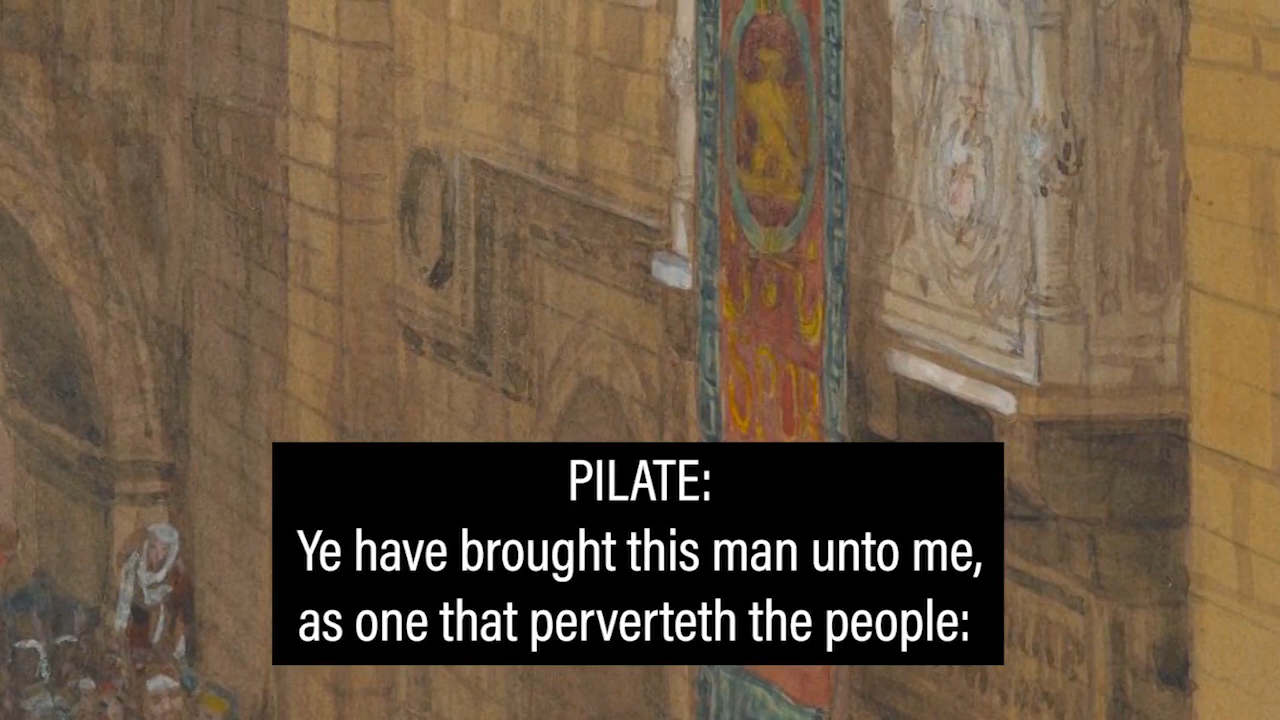 PILATE:
Ye have brought this man unto me,
as one that perverteth the people: